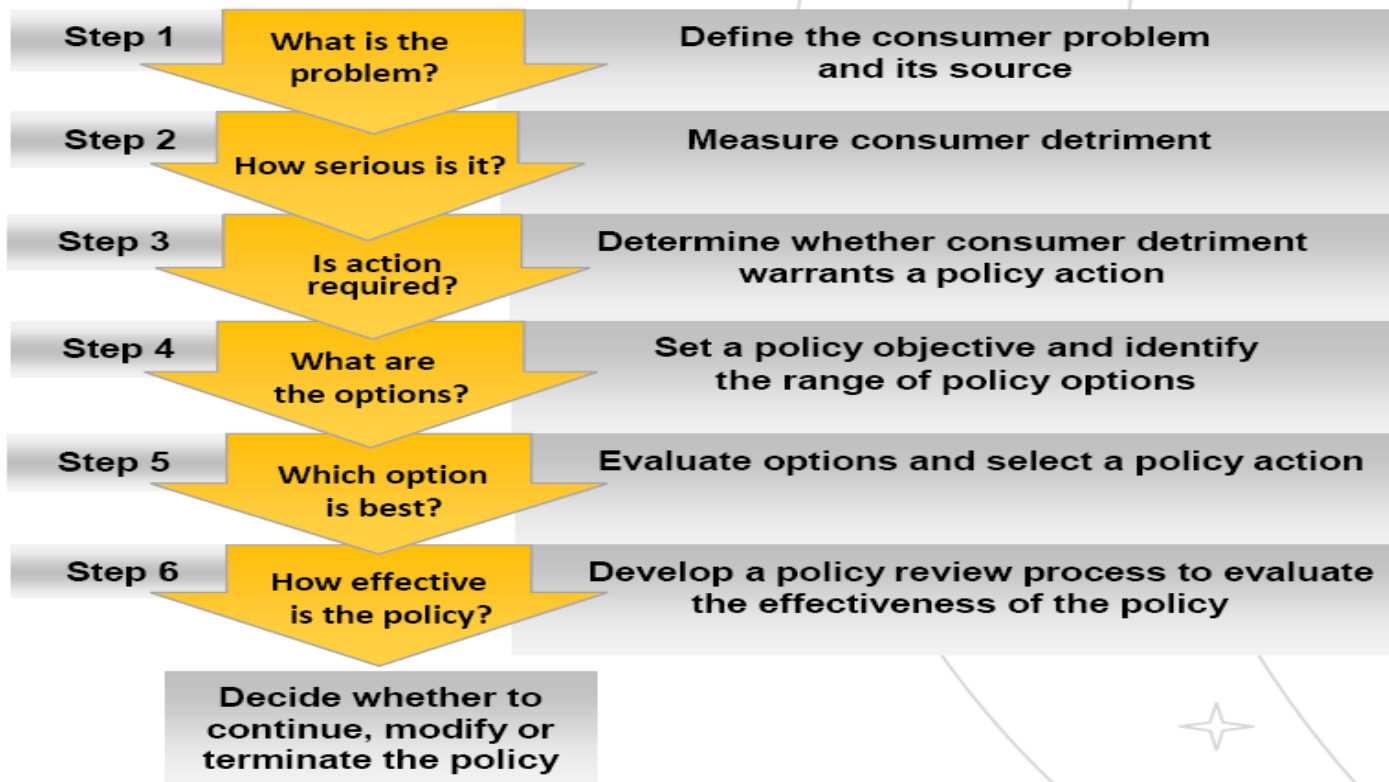 Step 1
What is the
problem?
Define the consumer problem
and its source
Step 2
How serious is it?
Measure consumer detriment
Step 3
Is action
required?
Determine whether consumer detriment
warrants a policy action
Step 4
What are
the options?
Set a policy objective and identify
the range of policy options
Step 5
Which option
is best?
Evaluate options and select a policy action
Step 6
How effective
is the policy?
Develop a policy review process to evaluate
the effectiveness of the policy
Decide whether to
continue, modify or
terminate the policy